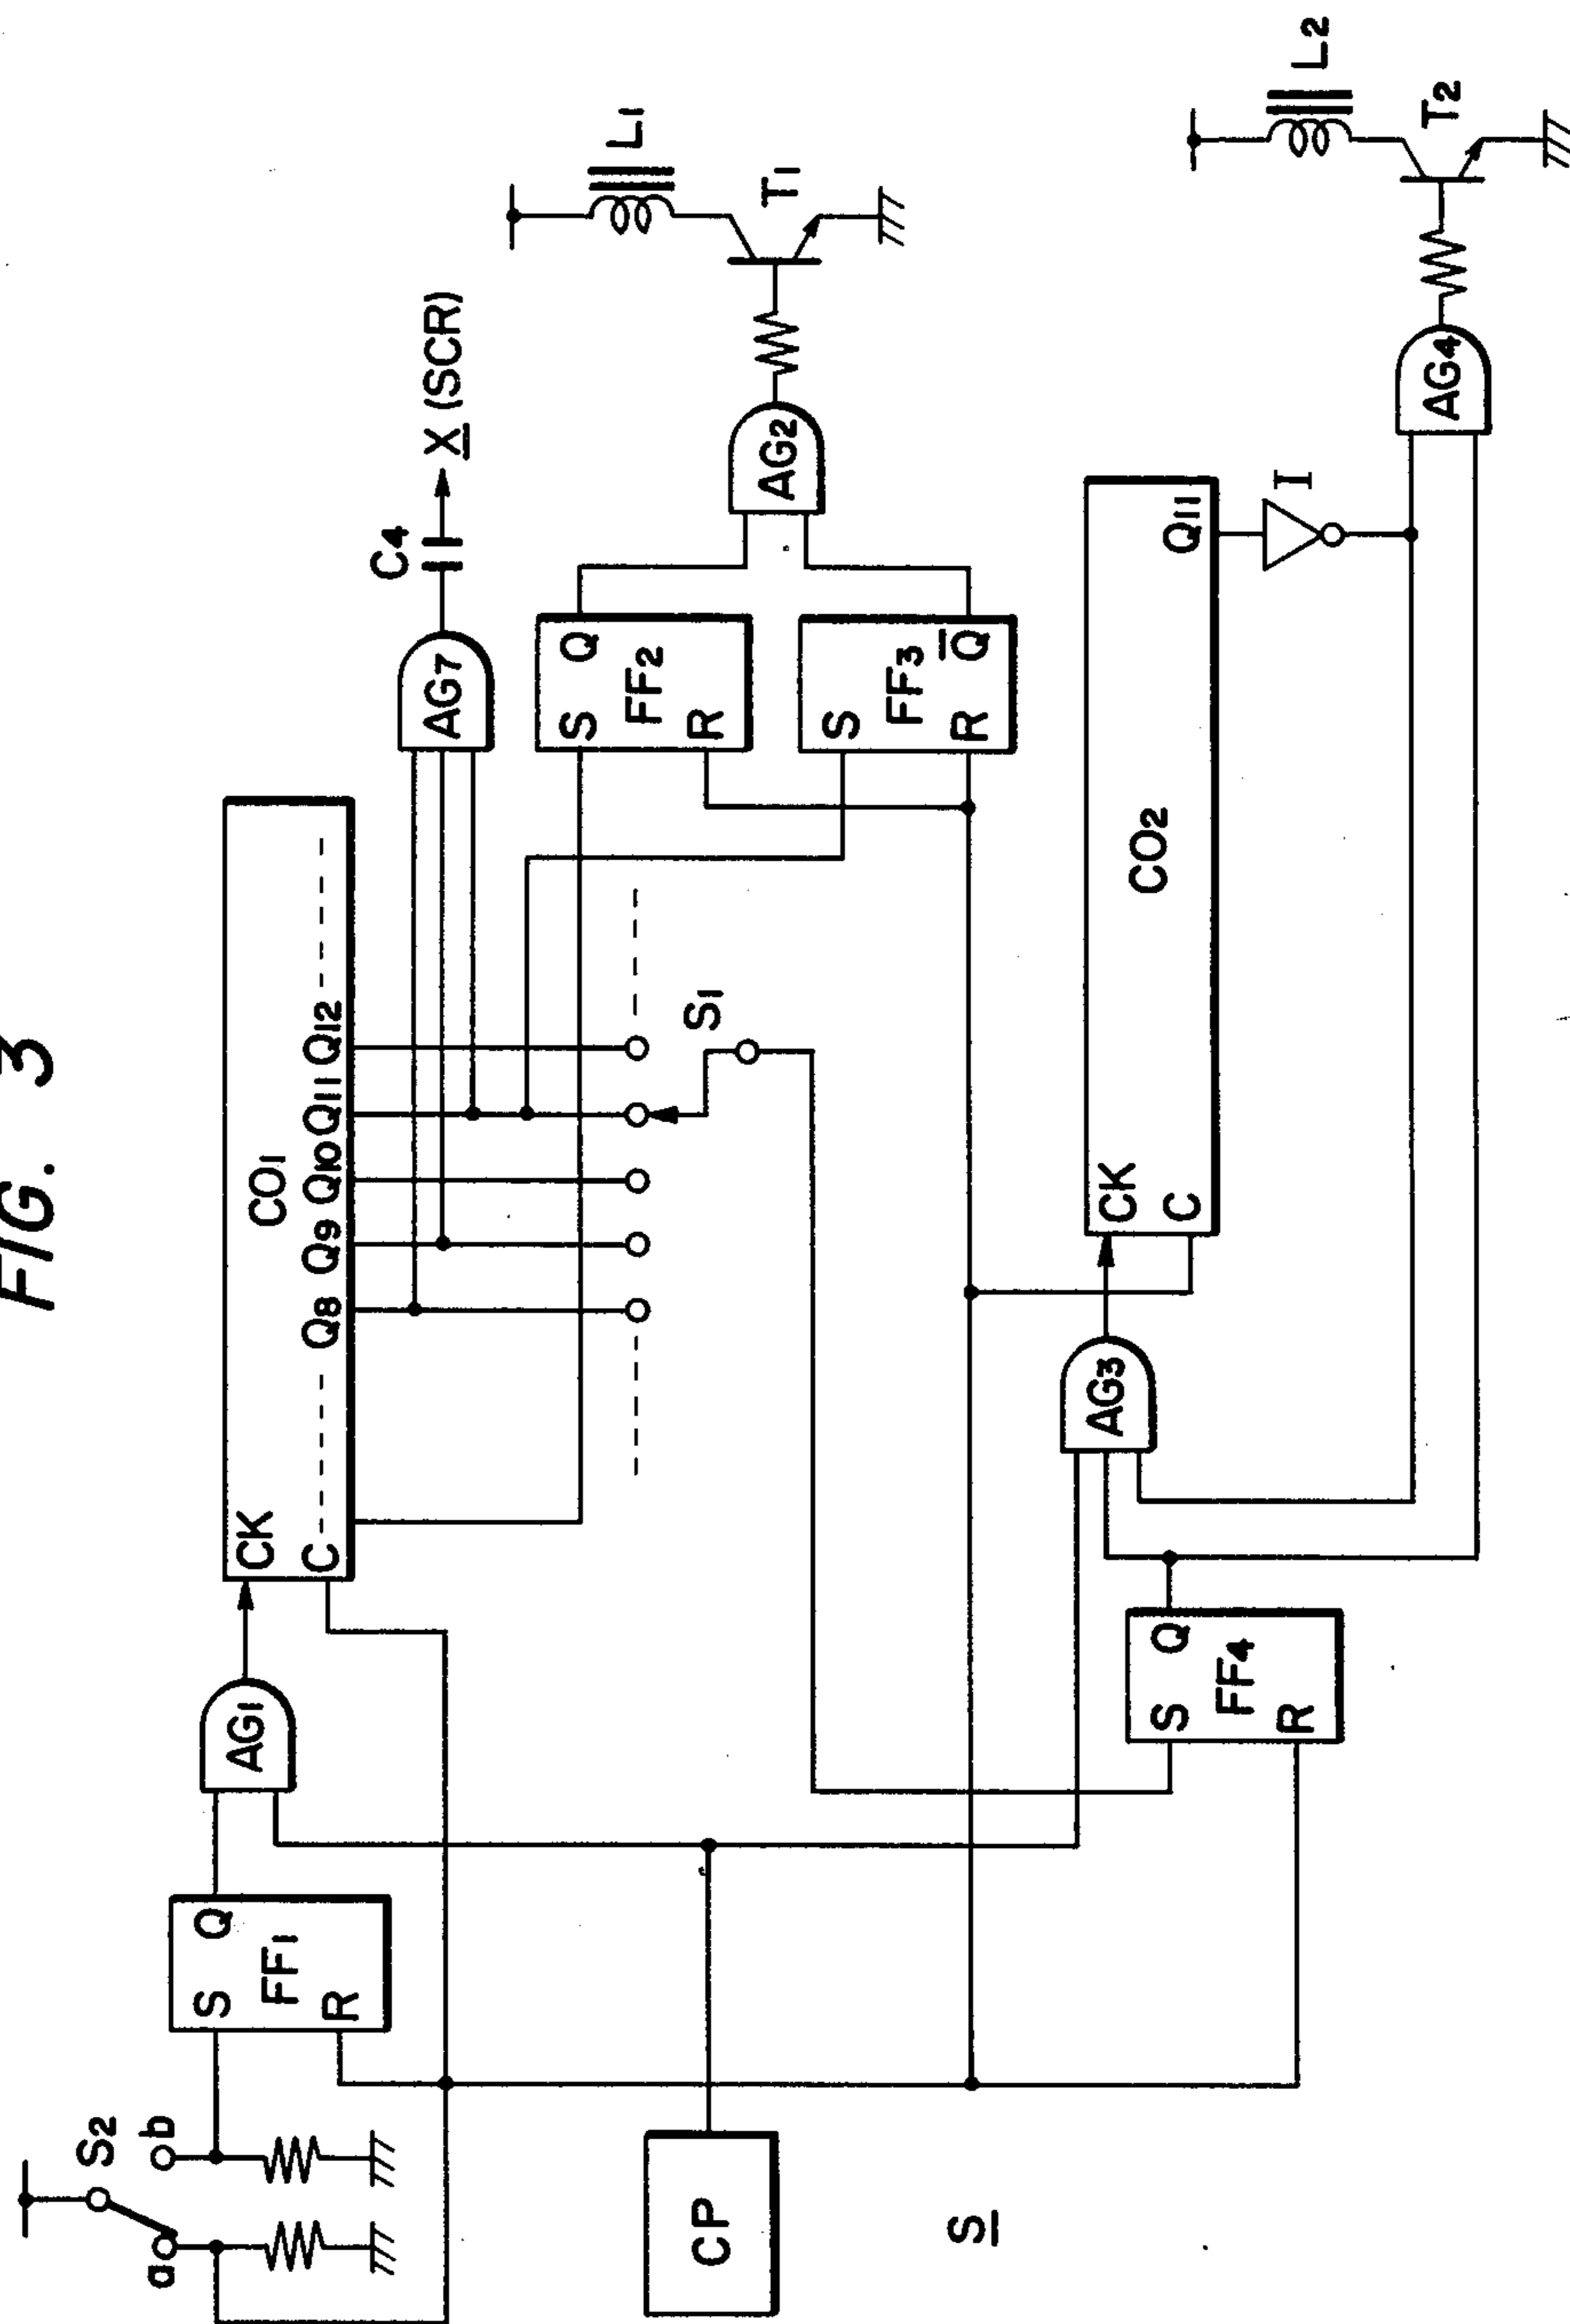 FIG. 3
S2
a
b
S
Q
FF1
R
AG1
CK
CO1
C
Q8
Q9
Q10
Q11
Q12
AG7
C4
X (SCR)
S
Q
FF2
R
S
FF3
R
Q̅
AG2
L1
T1
S1
CP
S
S
Q
FF4
R
AG3
CK
C
CO2
Q11
I
AG4
L2
T2